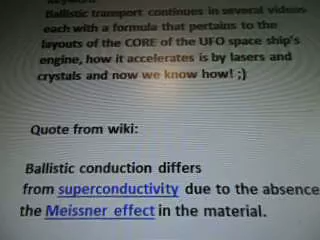 Ballistic transport continues in several videos
each with a formula that pertains to the
layouts of the CORE of the UFO space ship's
engine, how it accelerates is by lasers and
crystals and now we know how! ;)
Quote from wiki:
Ballistic conduction differs
from superconductivity due to the absence
the Meissner effect in the material.